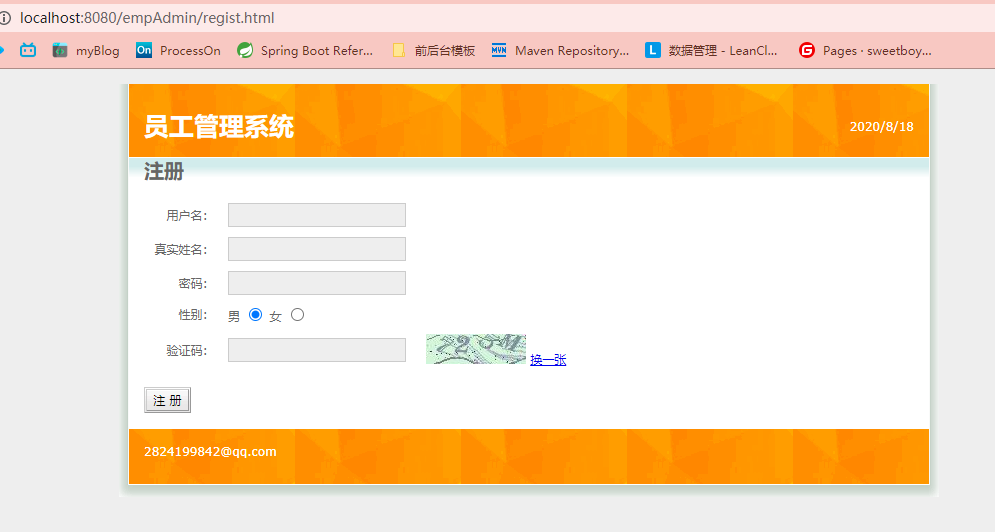 localhost:8080/empAdmin/regist.html
myBlog ProcessOn Spring Boot Refer... 前后台模板 Maven Repository... 数据管理 - LeanCl... Pages · sweetboy...
员工管理系统
2020/8/18
注册
用户名:
真实姓名:
密码:
性别: 男 女
验证码: 换一张
注 册
2824199842@qq.com